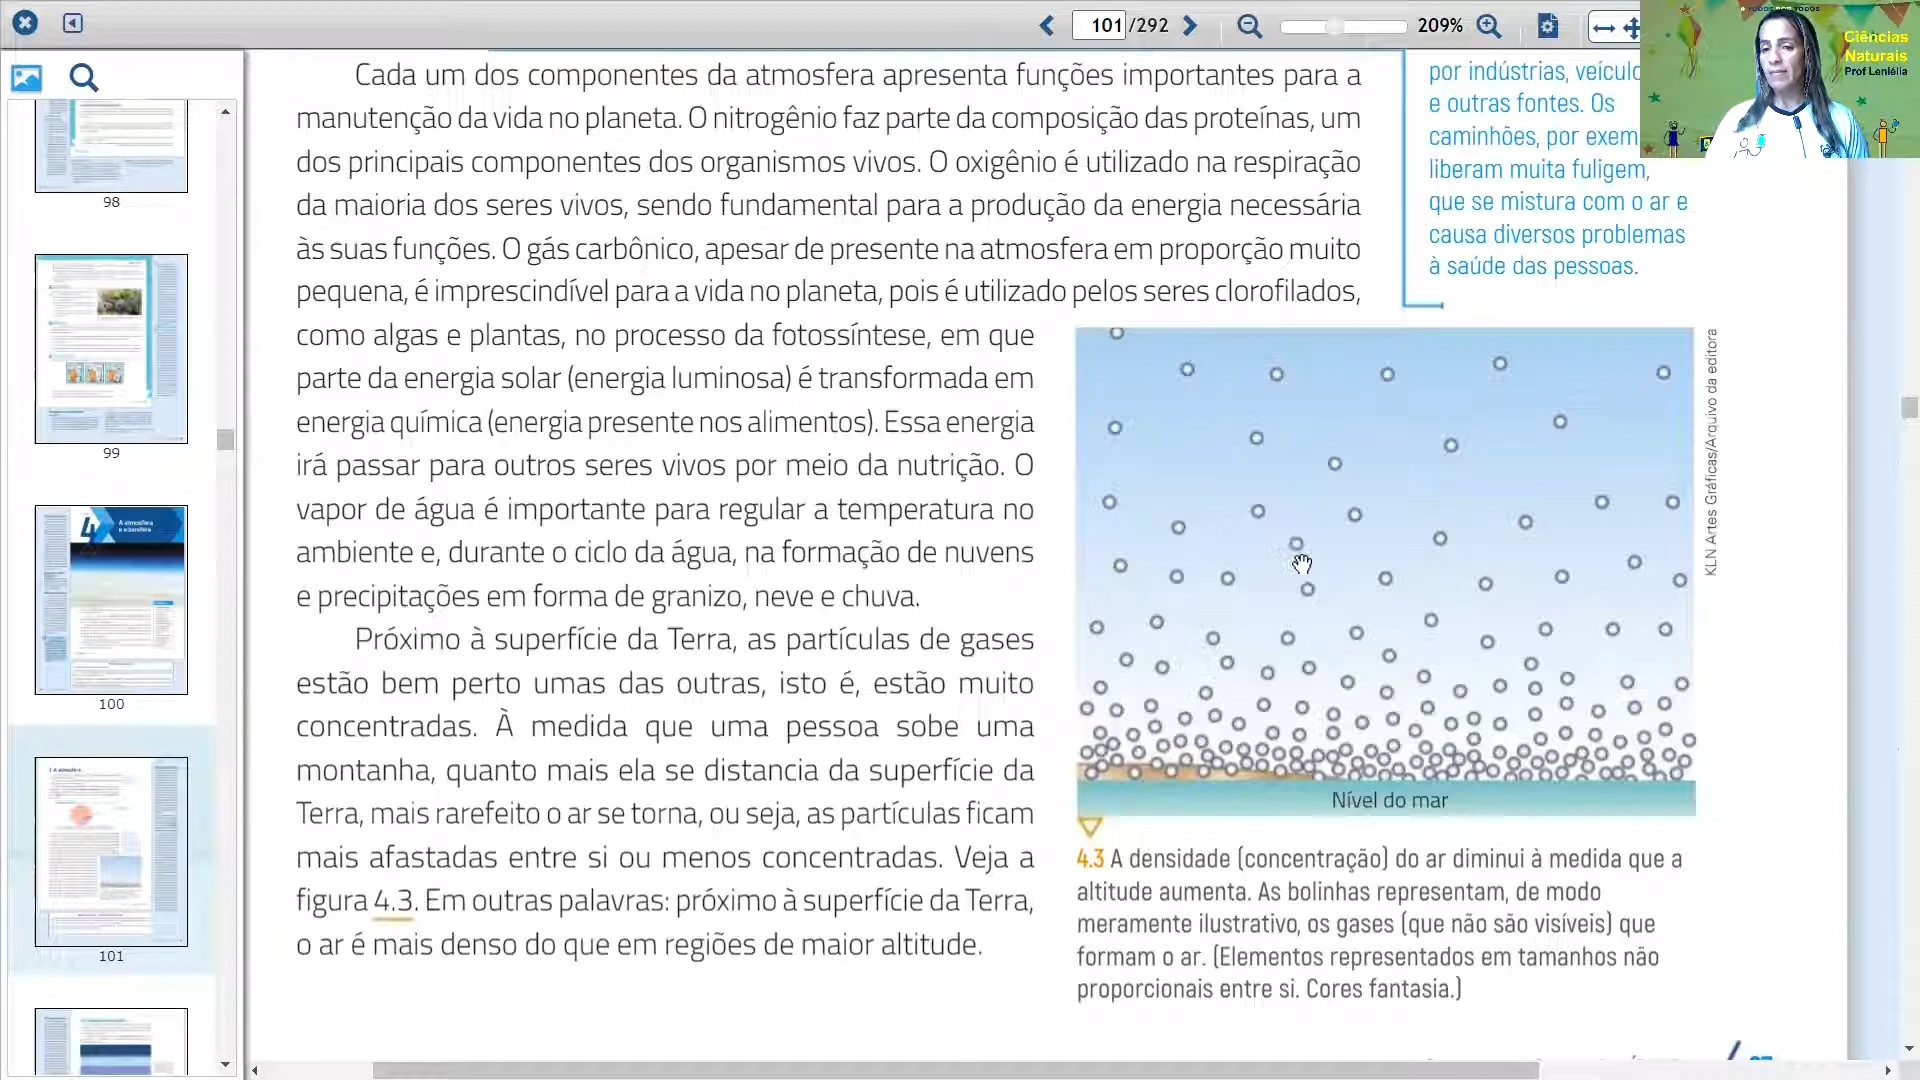 101 /292
209%
Ciências
Naturais
Prof Leniélia
98
99
4
A atmosfera
e a biosfera
100
101
Cada um dos componentes da atmosfera apresenta funções importantes para a
manutenção da vida no planeta. O nitrogênio faz parte da composição das proteínas, um
dos principais componentes dos organismos vivos. O oxigênio é utilizado na respiração
da maioria dos seres vivos, sendo fundamental para a produção da energia necessária
às suas funções. O gás carbônico, apesar de presente na atmosfera em proporção muito
pequena, é imprescindível para a vida no planeta, pois é utilizado pelos seres clorofilados,
como algas e plantas, no processo da fotossíntese, em que
parte da energia solar (energia luminosa) é transformada em
energia química (energia presente nos alimentos). Essa energia
irá passar para outros seres vivos por meio da nutrição. O
vapor de água é importante para regular a temperatura no
ambiente e, durante o ciclo da água, na formação de nuvens
e precipitações em forma de granizo, neve e chuva.
Próximo à superfície da Terra, as partículas de gases
estão bem perto umas das outras, isto é, estão muito
concentradas. À medida que uma pessoa sobe uma
montanha, quanto mais ela se distancia da superfície da
Terra, mais rarefeito o ar se torna, ou seja, as partículas ficam
mais afastadas entre si ou menos concentradas. Veja a
figura 4.3. Em outras palavras: próximo à superfície da Terra,
o ar é mais denso do que em regiões de maior altitude.
por indústrias, veículo
e outras fontes. Os
caminhões, por exem
liberam muita fuligem,
que se mistura com o ar e
causa diversos problemas
à saúde das pessoas.
KLN Artes Gráficas/Arquivo da editora
Nível do mar
4.3 A densidade (concentração) do ar diminui à medida que a
altitude aumenta. As bolinhas representam, de modo
meramente ilustrativo, os gases (que não são visíveis) que
formam o ar. (Elementos representados em tamanhos não
proporcionais entre si. Cores fantasia.)